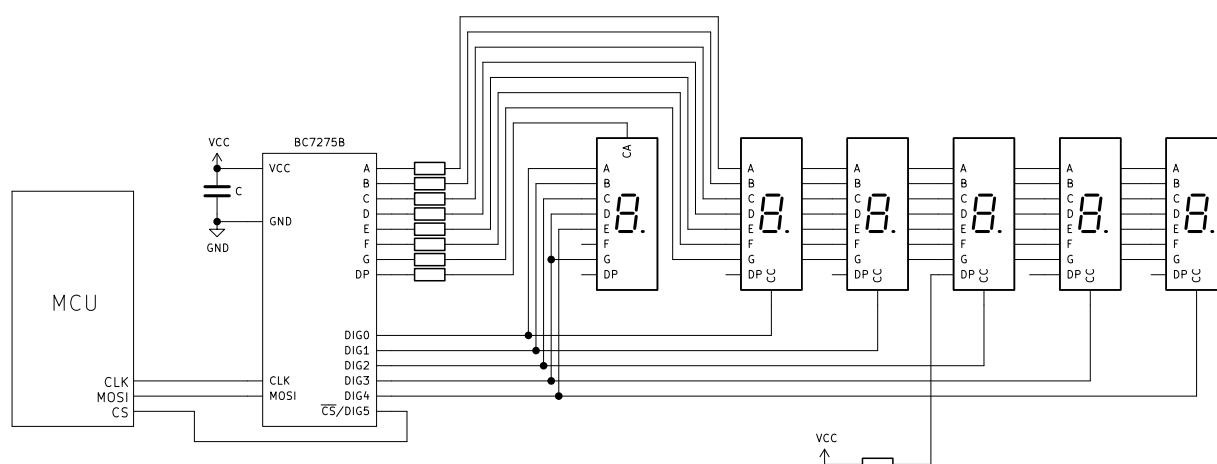 MCU
CLK
MOSI
CS
VCC
C
GND
BC7275B
VCC
GND
CLK
MOSI
A
B
C
D
E
F
G
DP
DIG0
DIG1
DIG2
DIG3
DIG4
CS/DIG5
CA
A
B
C
D
E
F
G
DP
8.
A
B
C
D
E
F
G
DP CC
8.
A
B
C
D
E
F
G
DP CC
8.
A
B
C
D
E
F
G
DP CC
8.
A
B
C
D
E
F
G
DP CC
8.
A
B
C
D
E
F
G
DP CC
8.
VCC